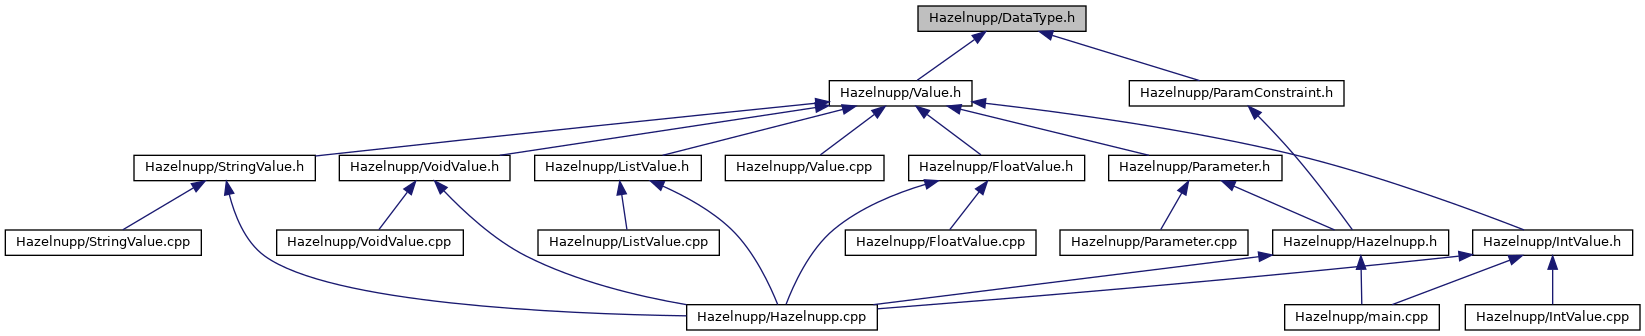 Hazelnupp/DataType.h
Hazelnupp/Value.h
Hazelnupp/ParamConstraint.h
Hazelnupp/StringValue.h
Hazelnupp/VoidValue.h
Hazelnupp/ListValue.h
Hazelnupp/Value.cpp
Hazelnupp/FloatValue.h
Hazelnupp/Parameter.h
Hazelnupp/StringValue.cpp
Hazelnupp/VoidValue.cpp
Hazelnupp/ListValue.cpp
Hazelnupp/FloatValue.cpp
Hazelnupp/Parameter.cpp
Hazelnupp/Hazelnupp.h
Hazelnupp/IntValue.h
Hazelnupp/Hazelnupp.cpp
Hazelnupp/main.cpp
Hazelnupp/IntValue.cpp